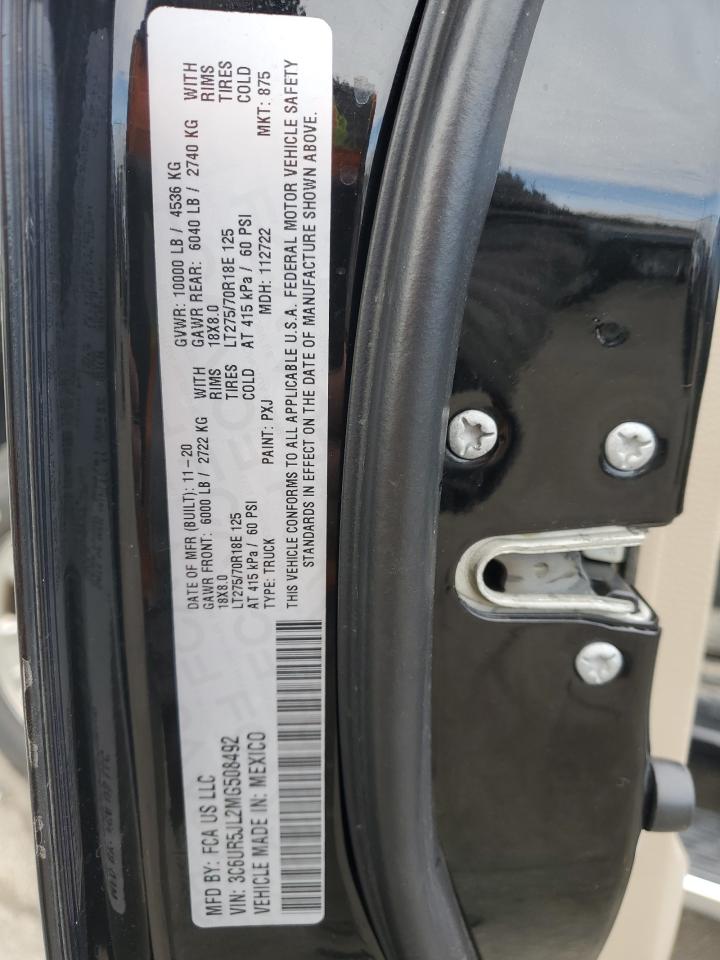 MFD BY: FCA US LLC
VIN: 3C6UR5JL2MG508492
VEHICLE MADE IN: MEXICO
DATE OF MFR (BUILT): 11-20 GVWR: 10000 LB / 4536 KG
GAWR FRONT: 6000 LB / 2722 KG WITH GAWR REAR: 6040 LB / 2740 KG WITH
18X8.0 RIMS 18X8.0 RIMS
LT275/70R18E 125 TIRES LT275/70R18E 125 TIRES
AT 415 kPa / 60 PSI COLD AT 415 kPa / 60 PSI COLD
TYPE: TRUCK PAINT: PXJ MDH: 112722 MKT: 875
THIS VEHICLE CONFORMS TO ALL APPLICABLE U.S.A. FEDERAL MOTOR VEHICLE SAFETY
STANDARDS IN EFFECT ON THE DATE OF MANUFACTURE SHOWN ABOVE.